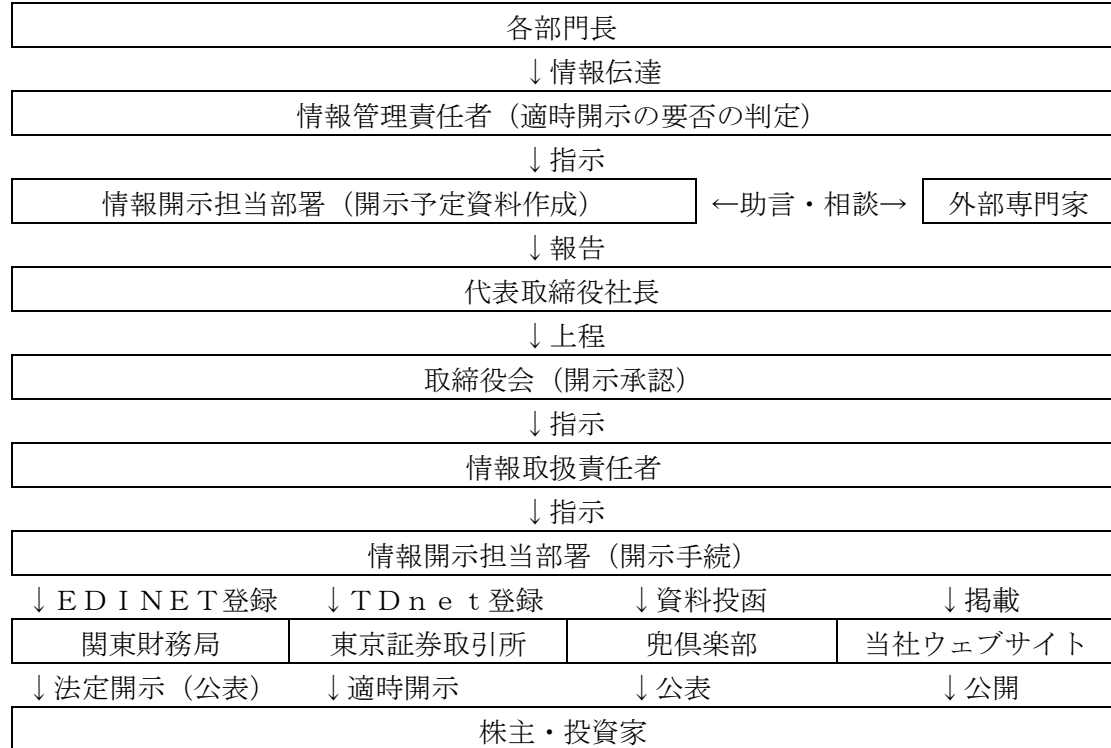 各部門長
↓情報伝達
情報管理責任者（適時開示の要否の判定）
↓指示
情報開示担当部署（開示予定資料作成） ←助言・相談→ 外部専門家
↓報告
代表取締役社長
↓上程
取締役会（開示承認）
↓指示
情報取扱責任者
↓指示
情報開示担当部署（開示手続）
↓ＥＤＩＮＥＴ登録 ↓ＴＤｎｅｔ登録 ↓資料投函 ↓掲載
関東財務局 東京証券取引所 兜倶楽部 当社ウェブサイト
↓法定開示（公表） ↓適時開示 ↓公表 ↓公開
株主・投資家